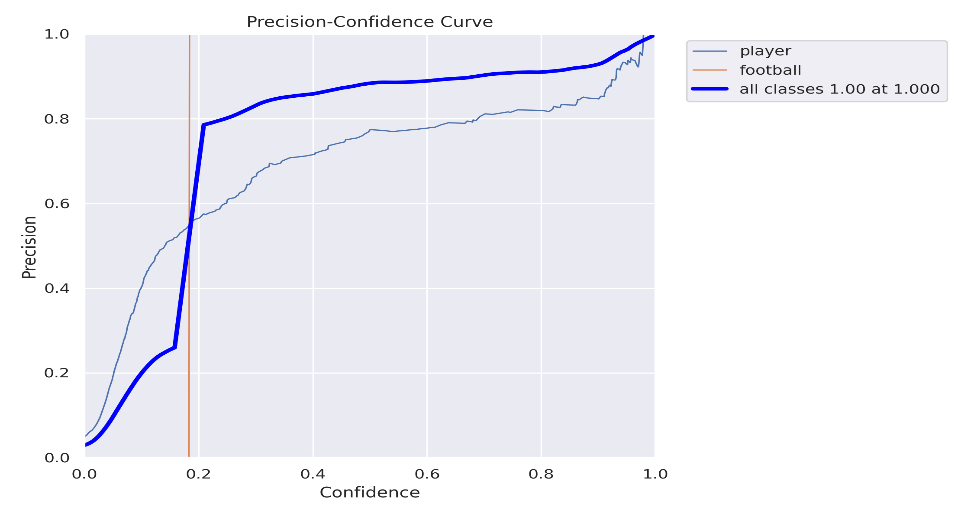 Precision-Confidence Curve
1.0
0.8
0.6
0.4
0.2
0.0
Precision
0.0 0.2 0.4 0.6 0.8 1.0
Confidence
player
football
all classes 1.00 at 1.000